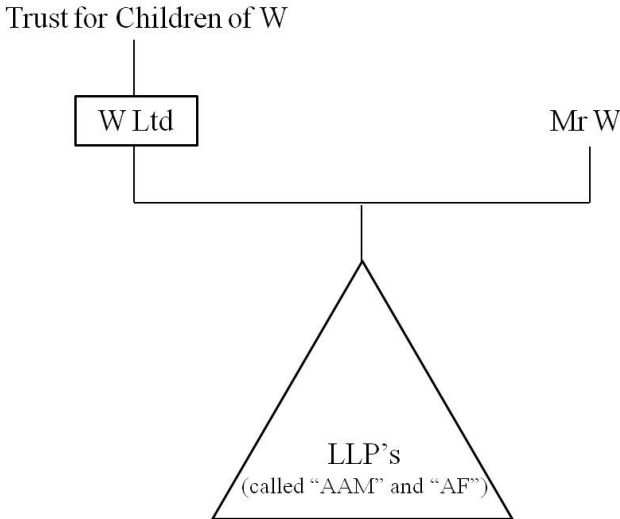 Trust for Children of W
W Ltd
Mr W
LLP’s
(called “AAM” and “AF”)